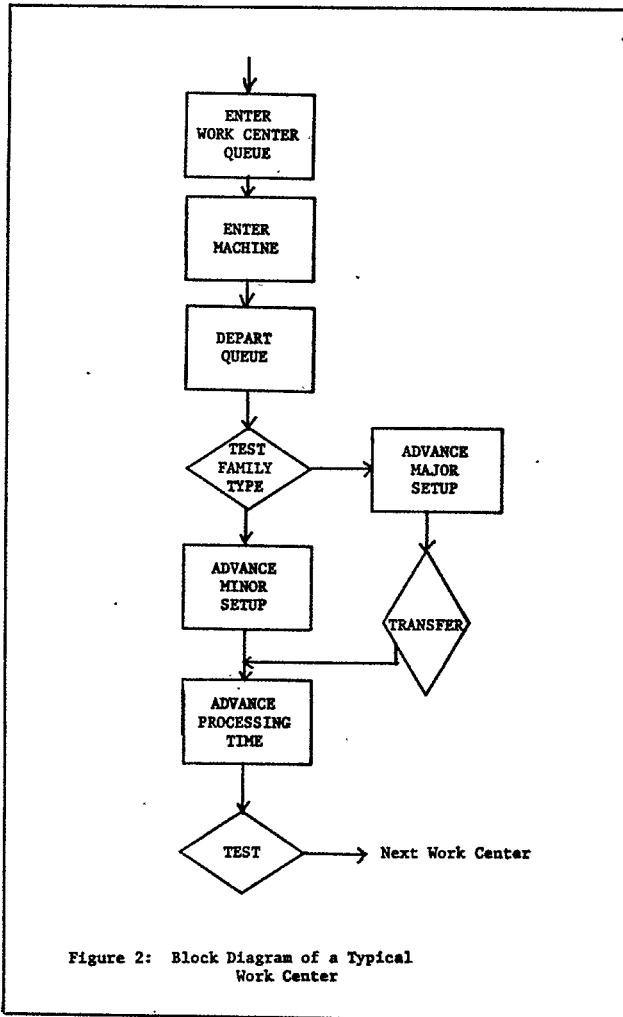 ENTER
WORK CENTER
QUEUE
ENTER
MACHINE
DEPART
QUEUE
TEST
FAMILY
TYPE
ADVANCE
MAJOR
SETUP
ADVANCE
MINOR
SETUP
TRANSFER
ADVANCE
PROCESSING
TIME
TEST
Next Work Center
Figure 2: Block Diagram of a Typical
Work Center